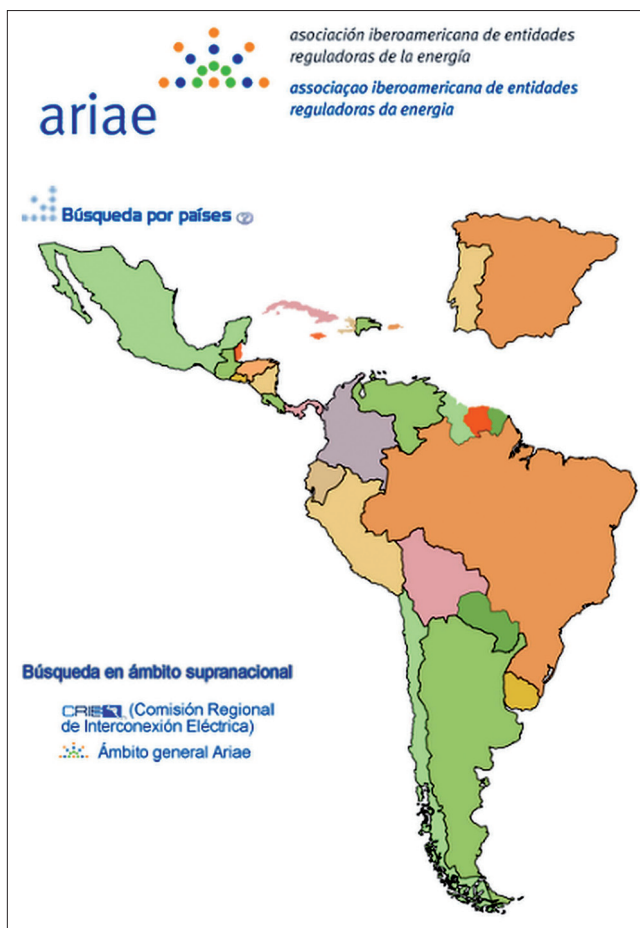 asociación iberoamericana de entidades
reguladoras de la energía
associaçao iberoamericana de entidades
reguladoras da energia
ariae
Búsqueda por países
Búsqueda en ámbito supranacional
CRIE (Comisión Regional
de Interconexión Eléctrica)
Ámbito general Ariae